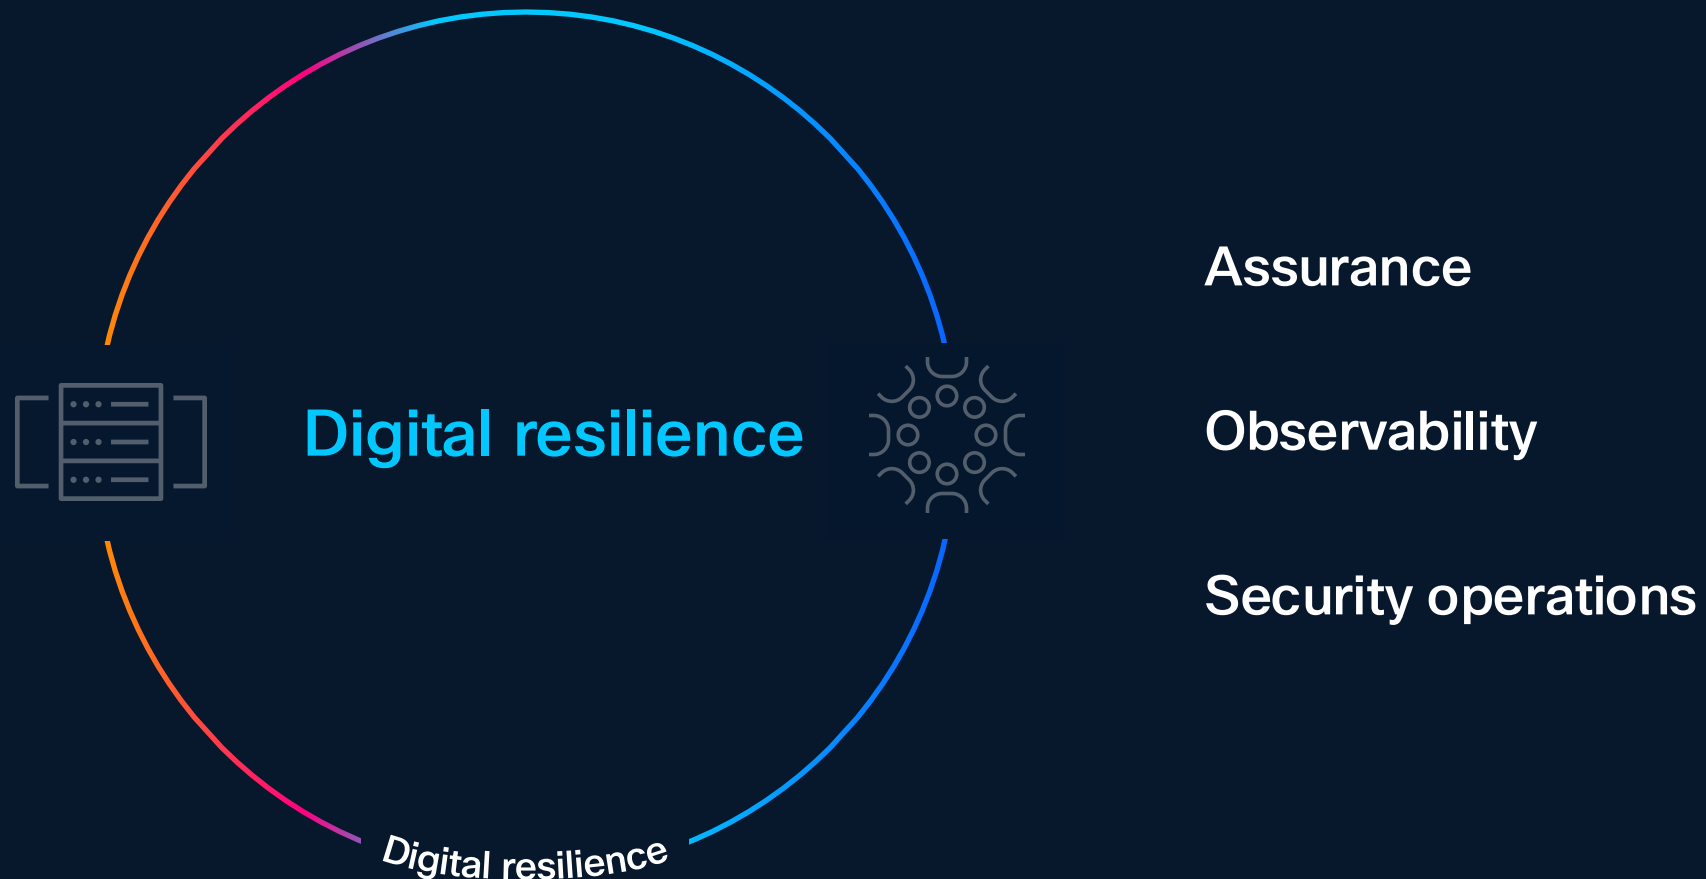 Digital resilience
Assurance
Observability
Security operations
Digital resilience